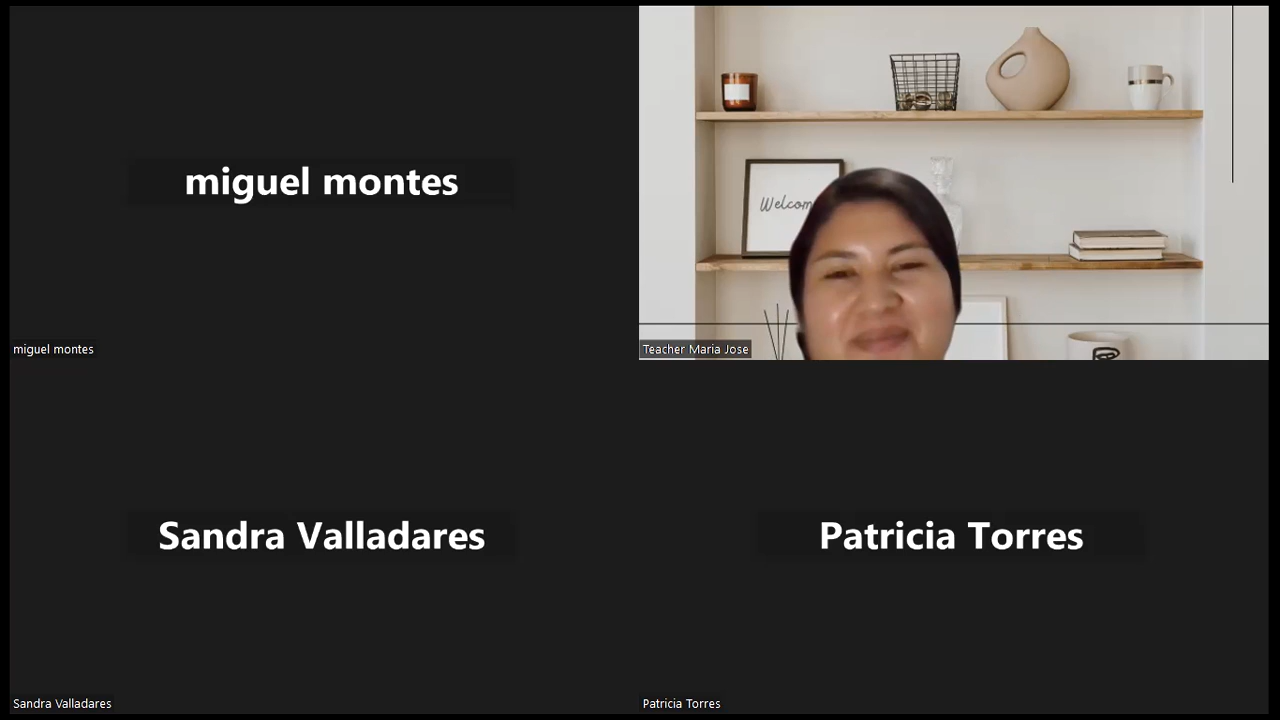 miguel montes
miguel montes
Welcom
Teacher Maria Jose
Sandra Valladares
Patricia Torres
Sandra Valladares
Patricia Torres